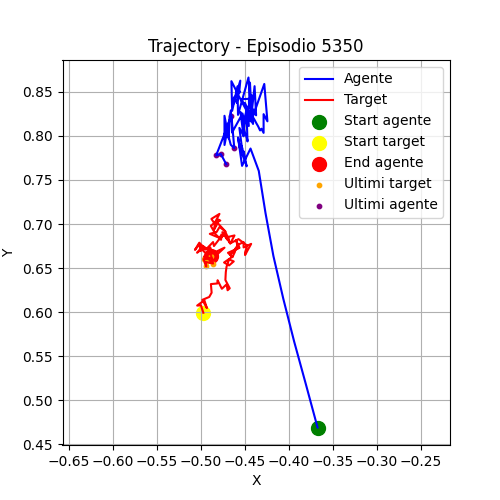 Trajectory - Episodio 5350
Agente
Target
Start agente
Start target
End agente
Ultimi target
Ultimi agente
Y
0.85
0.80
0.75
0.70
0.65
0.60
0.55
0.50
0.45
−0.65 −0.60 −0.55 −0.50 −0.45 −0.40 −0.35 −0.30 −0.25
X